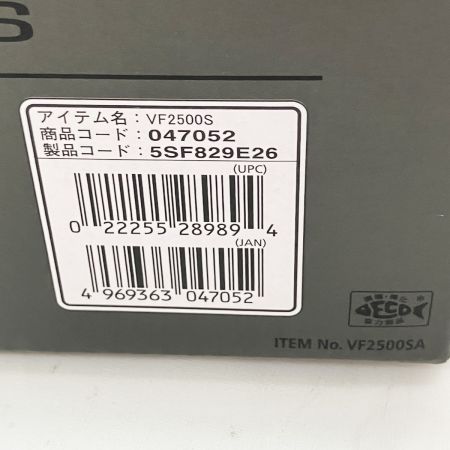 S
アイテム名：VF2500S
商品コード：047052
製品コード：5SF829E26
(UPC)
0 22255 28989 4
(JAN)
4 969363 047052
ECO
ITEM No. VF2500SA